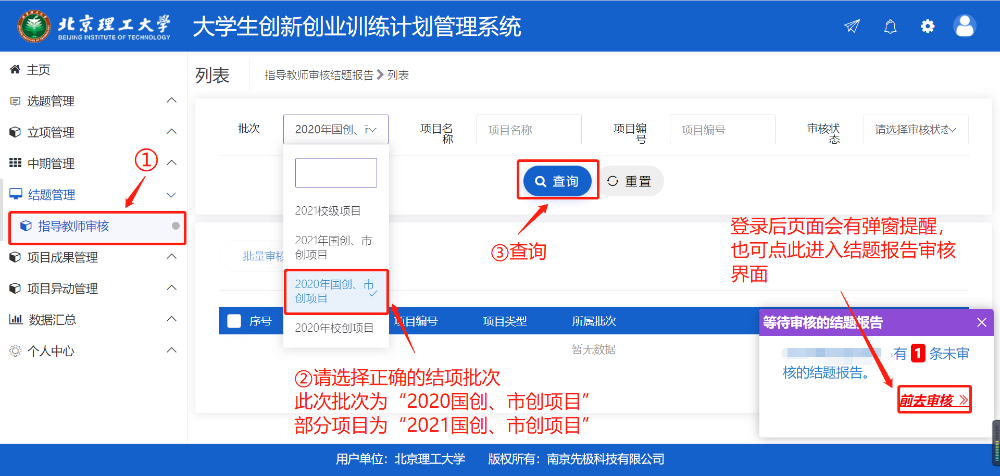 北京理工大学
BEIJING INSTITUTE OF TECHNOLOGY
大学生创新创业训练计划管理系统
主页
选题管理
立项管理
中期管理
①
结题管理
指导教师审核
项目成果管理
项目异动管理
数据汇总
个人中心
列表
指导教师审核结题报告 列表
批次
2020年国创、
项目名
称
项目名称
项目编
号
项目编号
审核状
态
请选择审核状态
2021校级项目
2021年国创、市
创项目
2020年国创、市
创项目
2020年校创项目
查询
重置
③查询
登录后页面会有弹窗提醒，
也可点此进入结题报告审核
界面
批量审核
序号
项目编号
项目类型
所属批次
暂无数据
②请选择正确的结项批次
此次批次为“2020国创、市创项目”
部分项目为“2021国创、市创项目”
等待审核的结题报告
有 1 条未审
核的结题报告。
前去审核
用户单位：北京理工大学 版权所有：南京先极科技有限公司